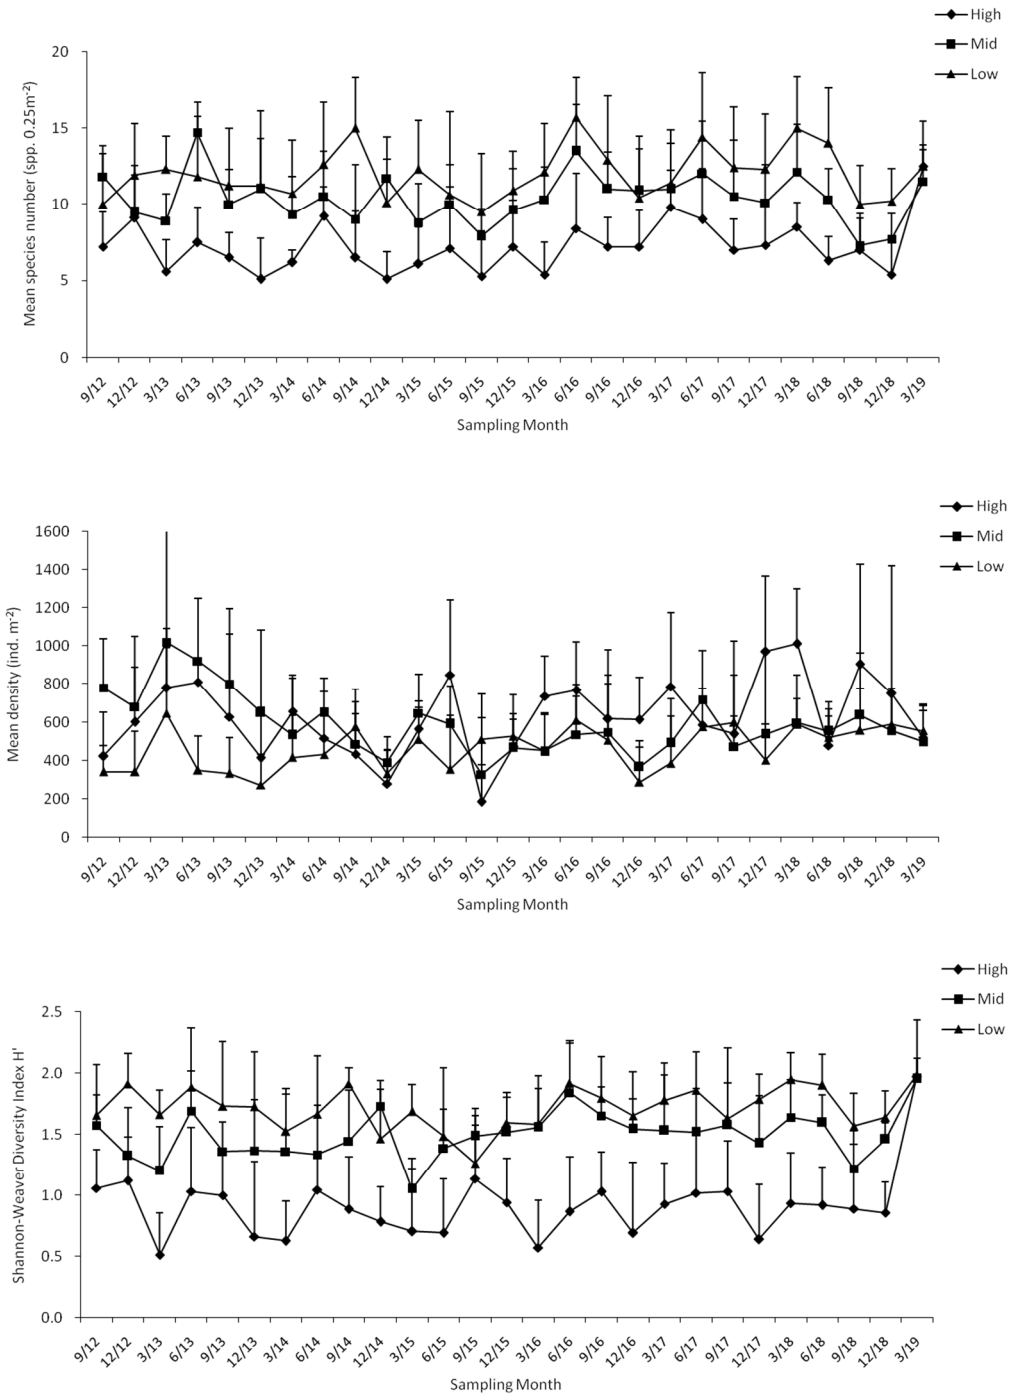 High
Mid
Low
Mean species number (spp. 0.25m-2)
20
15
10
5
0
9/12 12/12 3/13 6/13 9/13 12/13 3/14 6/14 9/14 12/14 3/15 6/15 9/15 12/15 3/16 6/16 9/16 12/16 3/17 6/17 9/17 12/17 3/18 6/18 9/18 12/18 3/19
Sampling Month
High
Mid
Low
Mean density (ind. m-2)
1600
1400
1200
1000
800
600
400
200
0
9/12 12/12 3/13 6/13 9/13 12/13 3/14 6/14 9/14 12/14 3/15 6/15 9/15 12/15 3/16 6/16 9/16 12/16 3/17 6/17 9/17 12/17 3/18 6/18 9/18 12/18 3/19
Sampling Month
High
Mid
Low
Shannon-Weaver Diversity Index H'
2.5
2.0
1.5
1.0
0.5
0.0
9/12 12/12 3/13 6/13 9/13 12/13 3/14 6/14 9/14 12/14 3/15 6/15 9/15 12/15 3/16 6/16 9/16 12/16 3/17 6/17 9/17 12/17 3/18 6/18 9/18 12/18 3/19
Sampling Month